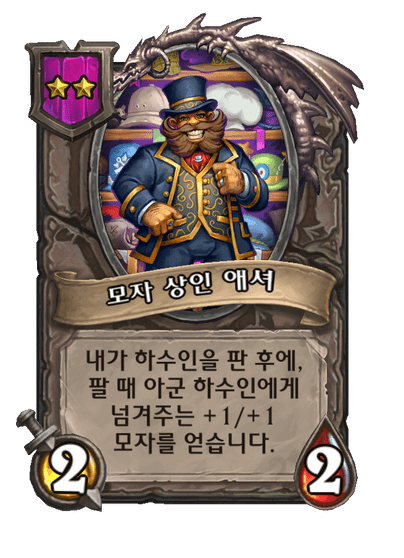 모자 상인 애셔
내가 하수인을 판 후에,
팔 때 아군 하수인에게
넘겨주는 +1/+1
모자를 얻습니다.
2
2